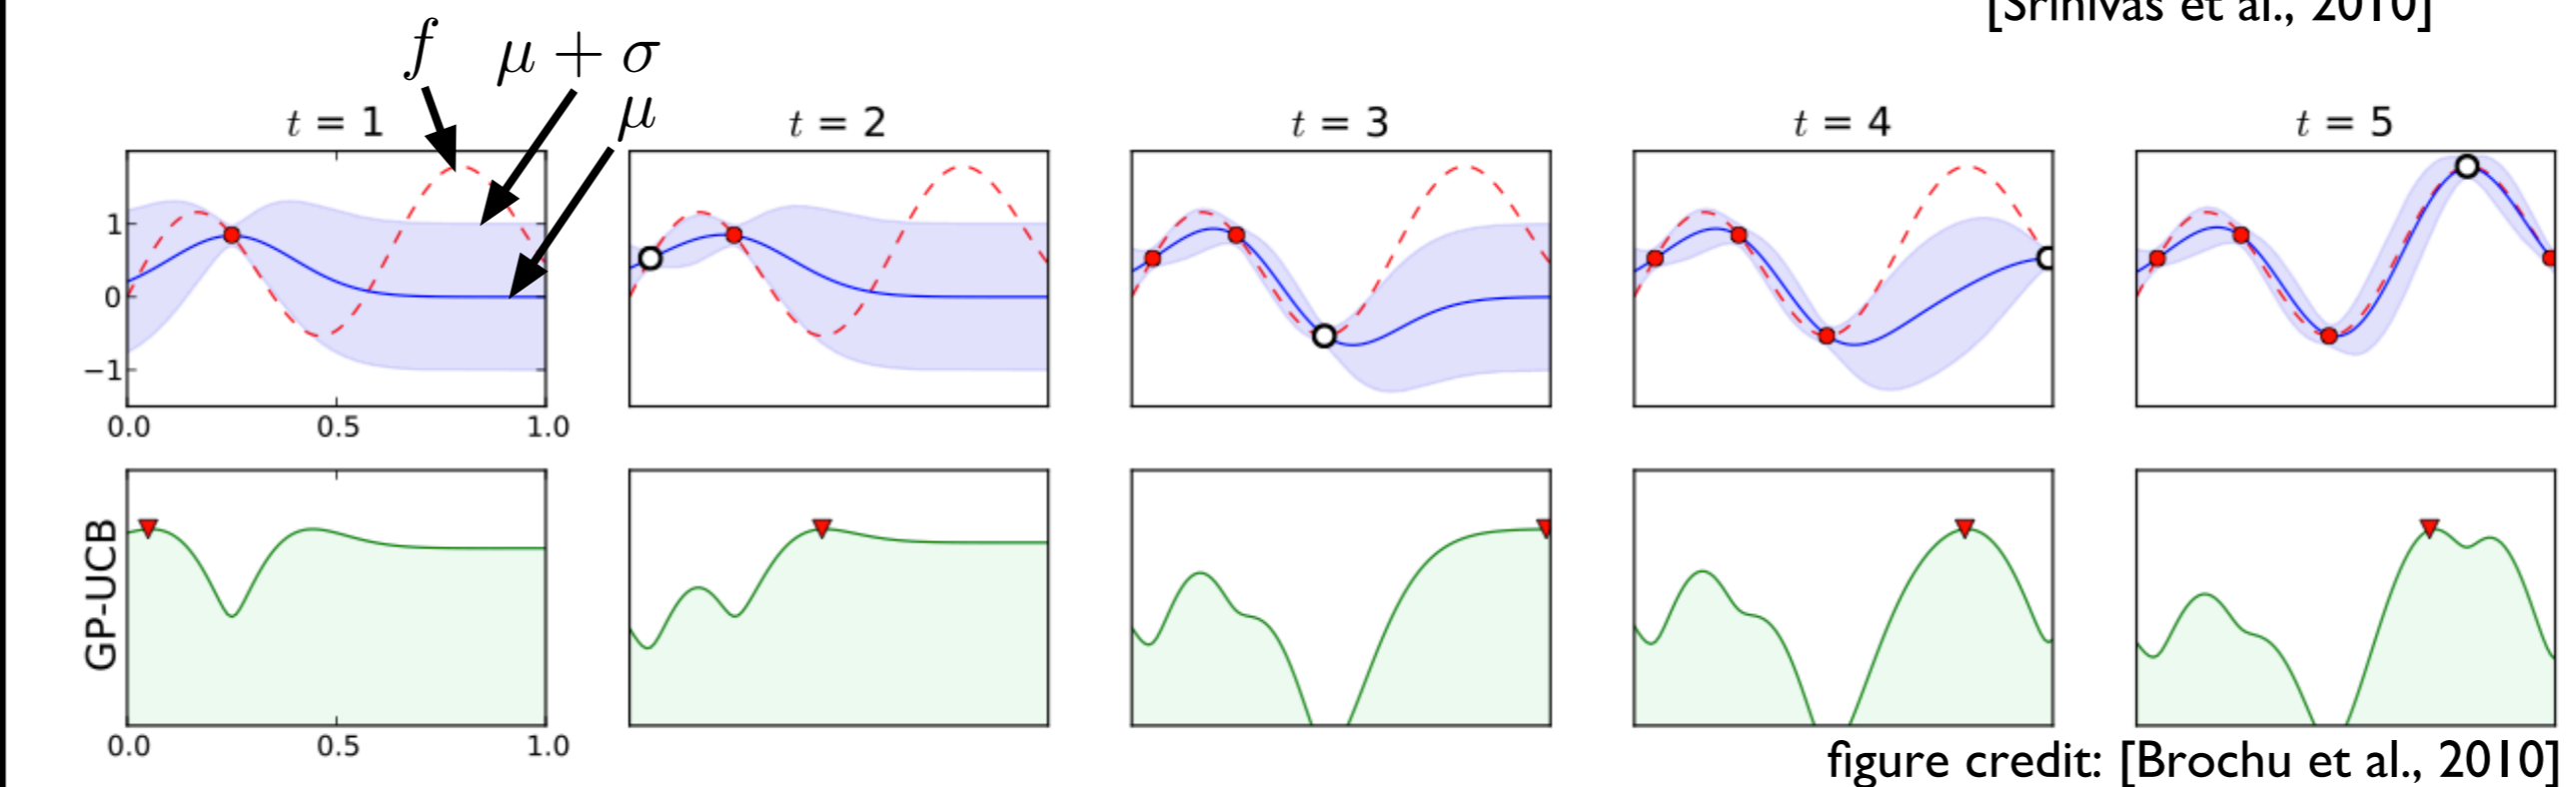 [Srinivas et al., 2010]
f μ + σ
μ
t = 1 t = 2 t = 3 t = 4 t = 5
1
0
−1
0.0 0.5 1.0
GP-UCB
0.0 0.5 1.0
figure credit: [Brochu et al., 2010]